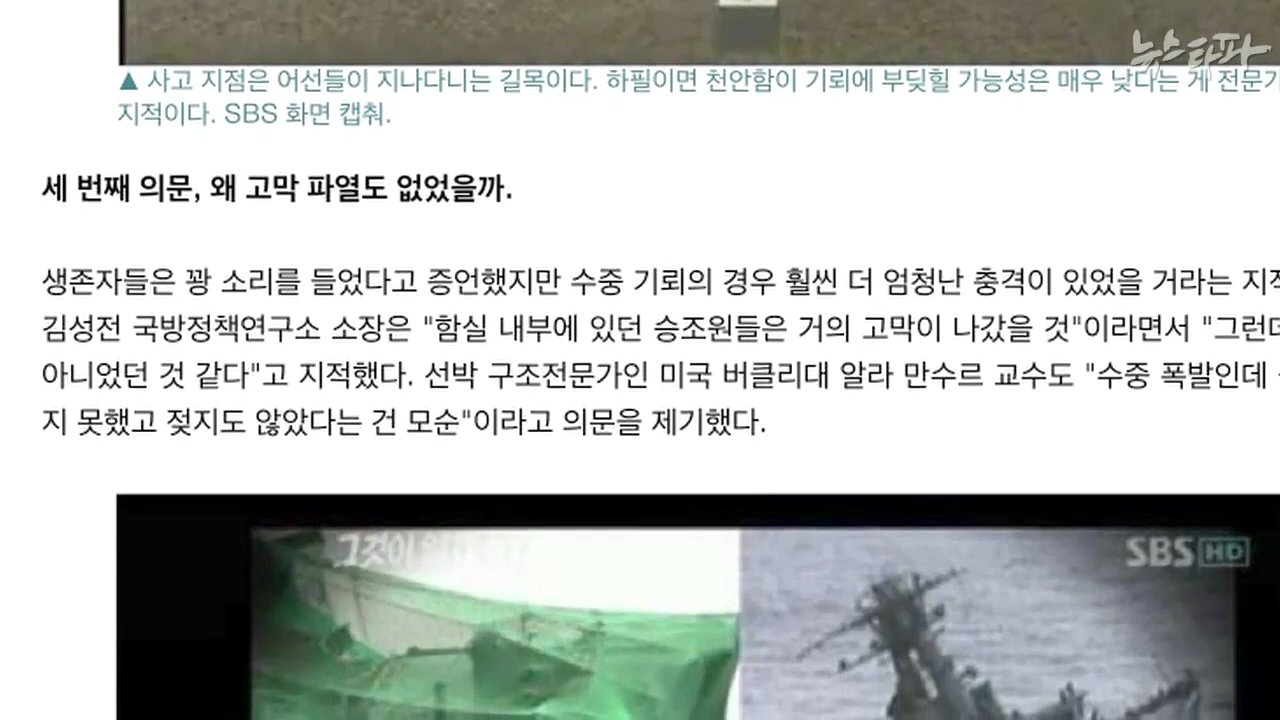 뉴스타파
▲ 사고 지점은 어선들이 지나다니는 길목이다. 하필이면 천안함이 기뢰에 부딪힐 가능성은 매우 낮다는 게 전문가
지적이다. SBS 화면 캡춰.
세 번째 의문, 왜 고막 파열도 없었을까.
생존자들은 꽝 소리를 들었다고 증언했지만 수중 기뢰의 경우 훨씬 더 엄청난 충격이 있었을 거라는 지적
김성전 국방정책연구소 소장은 "함실 내부에 있던 승조원들은 거의 고막이 나갔을 것"이라면서 "그런데
아니었던 것 같다"고 지적했다. 선박 구조전문가인 미국 버클리대 알라 만수르 교수도 "수중 폭발인데
지 못했고 젖지도 않았다는 건 모순"이라고 의문을 제기했다.
그것이
SBS HD